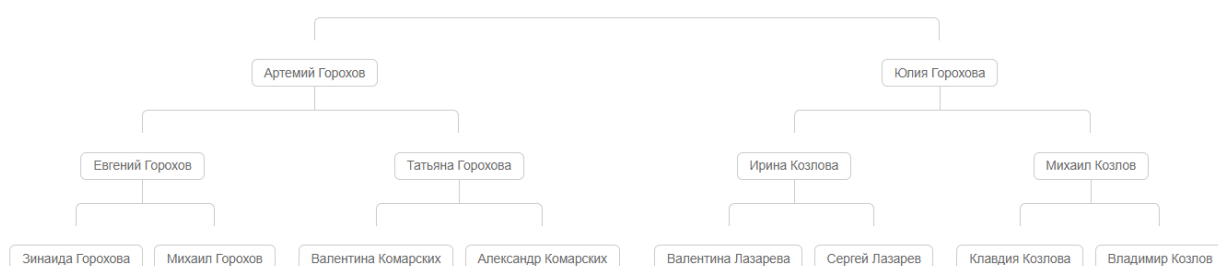 Артемий Горохов
Юлия Горохова
Евгений Горохов
Татьяна Горохова
Ирина Козлова
Михаил Козлов
Зинаида Горохова
Михаил Горохов
Валентина Комарских
Александр Комарских
Валентина Лазарева
Сергей Лазарев
Клавдия Козлова
Владимир Козлов